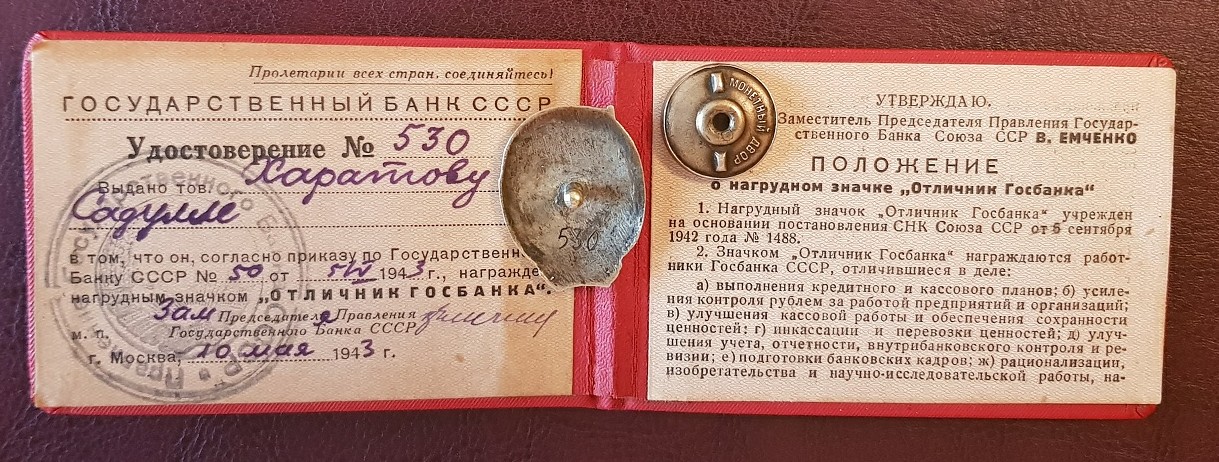 Пролетарии всех стран, соединяйтесь!
ГОСУДАРСТВЕННЫЙ БАНК СССР
Удостоверение № 530
Выдано тов. Харатову
Садулле
в том, что он, согласно приказу по Государственн
Банку СССР № 50 от 5/V 1943 г., награжде
нагрудным значком „ОТЛИЧНИК ГОСБАНКА".
Зам Председателя Правления
м. п. Государственного Банка СССР
г. Москва, 10 мая 1943 г.
530
МОНЕТНЫЙ ДВОР
УТВЕРЖДАЮ.
Заместитель Председателя Правления Государ-
ственного Банка Союза ССР В. ЕМЧЕНКО
ПОЛОЖЕНИЕ
о нагрудном значке „Отличник Госбанка"
1. Нагрудный значок „Отличник Госбанка" учрежден
на основании постановления СНК Союза ССР от 5 сентября
1942 года № 1488.
2. Значком „Отличник Госбанка" награждаются работ-
ники Госбанка СССР, отличившиеся в деле:
а) выполнения кредитного и кассового планов; б) усиле-
ния контроля рублем за работой предприятий и организаций;
в) улучшения кассовой работы и обеспечения сохранности
ценностей; г) инкассации и перевозки ценностей; д) улуч-
шения учета, отчетности, внутрибанковского контроля и ре-
визии; е) подготовки банковских кадров; ж) рационализации,
изобретательства и научно-исследовательской работы, на-